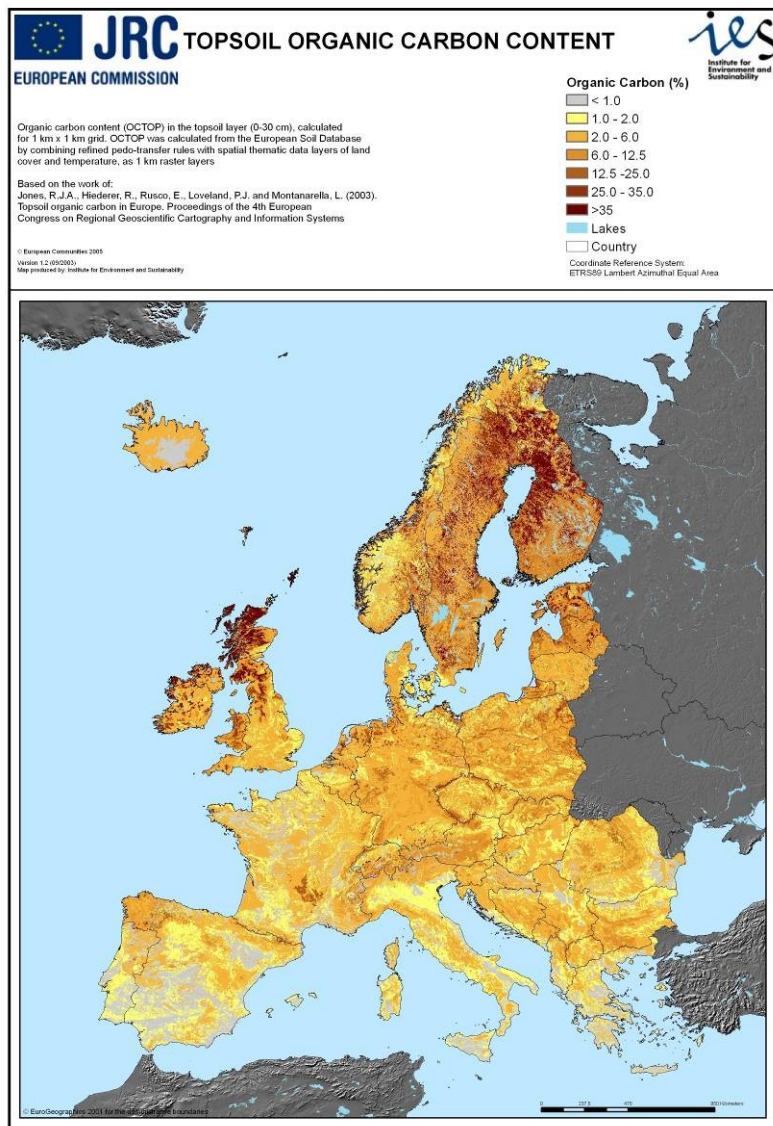 JRC
EUROPEAN COMMISSION
TOPSOIL ORGANIC CARBON CONTENT
ies
Institute for
Environment and
Sustainability
Organic carbon content (OCTOP) in the topsoil layer (0-30 cm), calculated
for 1 km x 1 km grid. OCTOP was calculated from the European Soil Database
by combining refined pedo-transfer rules with spatial thematic data layers of land
cover and temperature, as 1 km raster layers
Based on the work of:
Jones, R.J.A., Hiederer, R., Rusco, E., Loveland, P.J. and Montanarella, L. (2003).
Topsoil organic carbon in Europe. Proceedings of the 4th European
Congress on Regional Geoscientific Cartography and Information Systems
© European Communities 2005
Version 1.2 (09/2003)
Map produced by: Institute for Environment and Sustainability
Organic Carbon (%)
< 1.0
1.0 - 2.0
2.0 - 6.0
6.0 - 12.5
12.5 -25.0
25.0 - 35.0
>35
Lakes
Country
Coordinate Reference System:
ETRS89 Lambert Azimuthal Equal Area
© EuroGeographics 2001 for the administrative boundaries
0
475